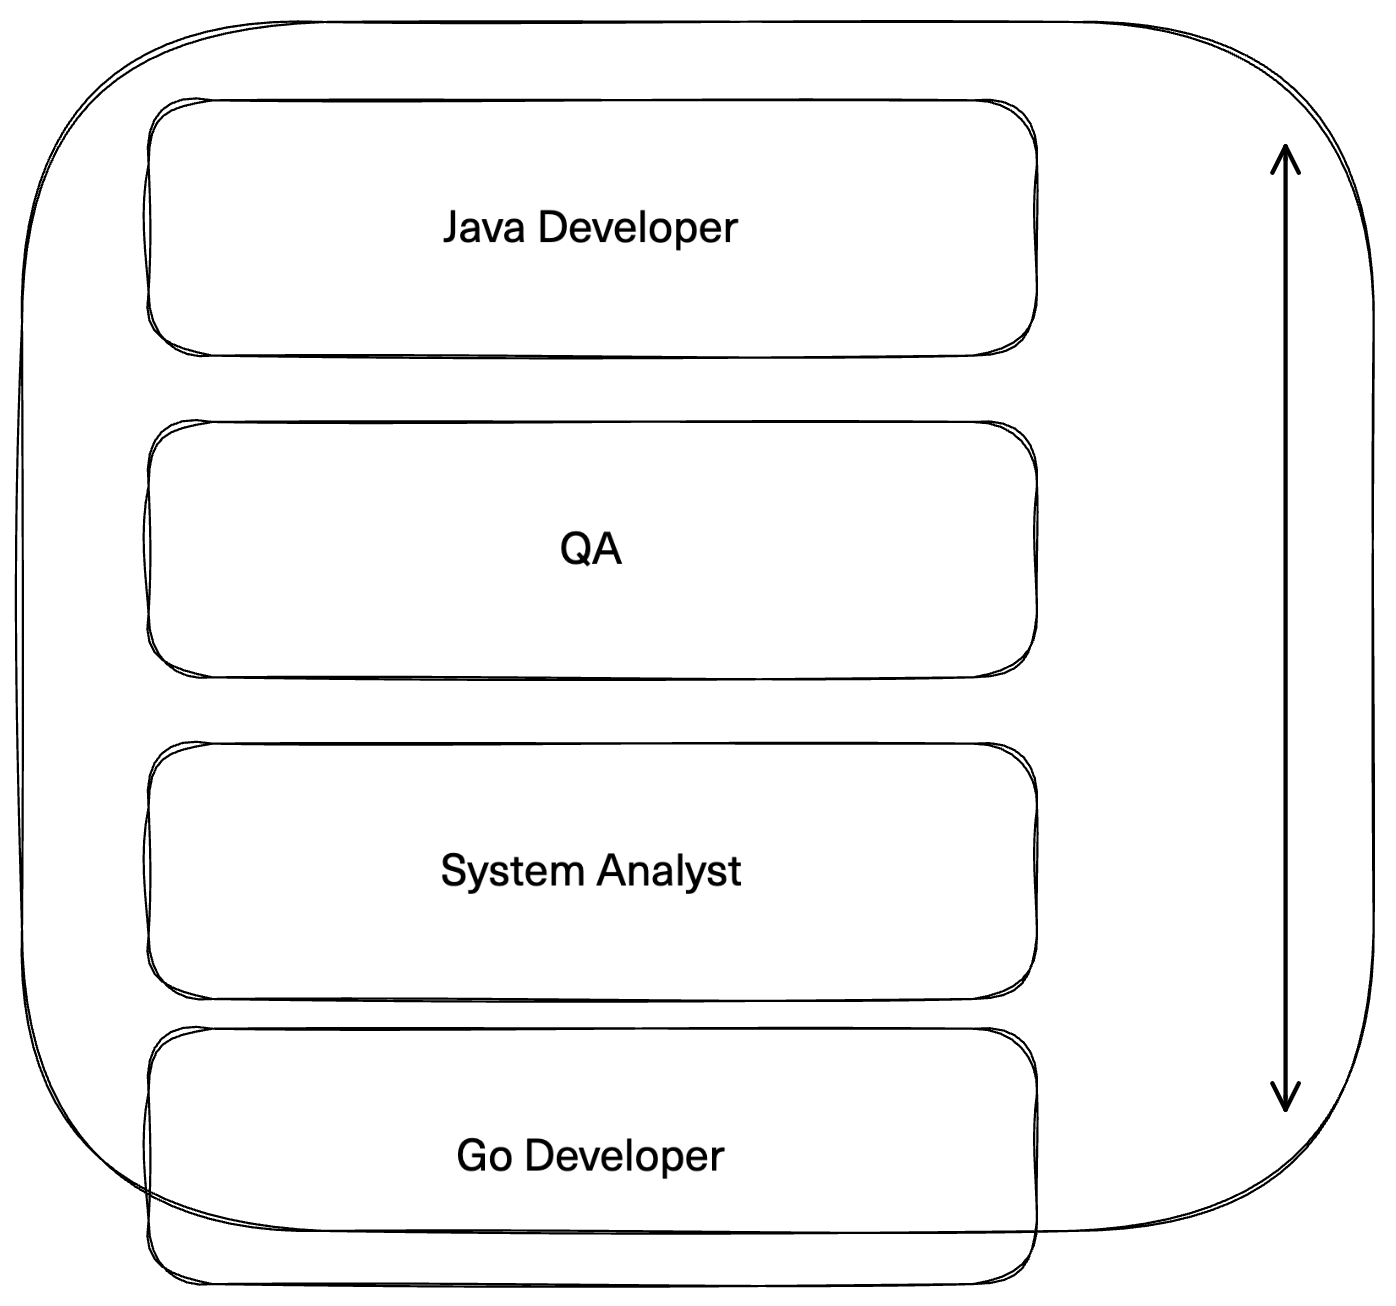 Java Developer
QA
System Analyst
Go Developer